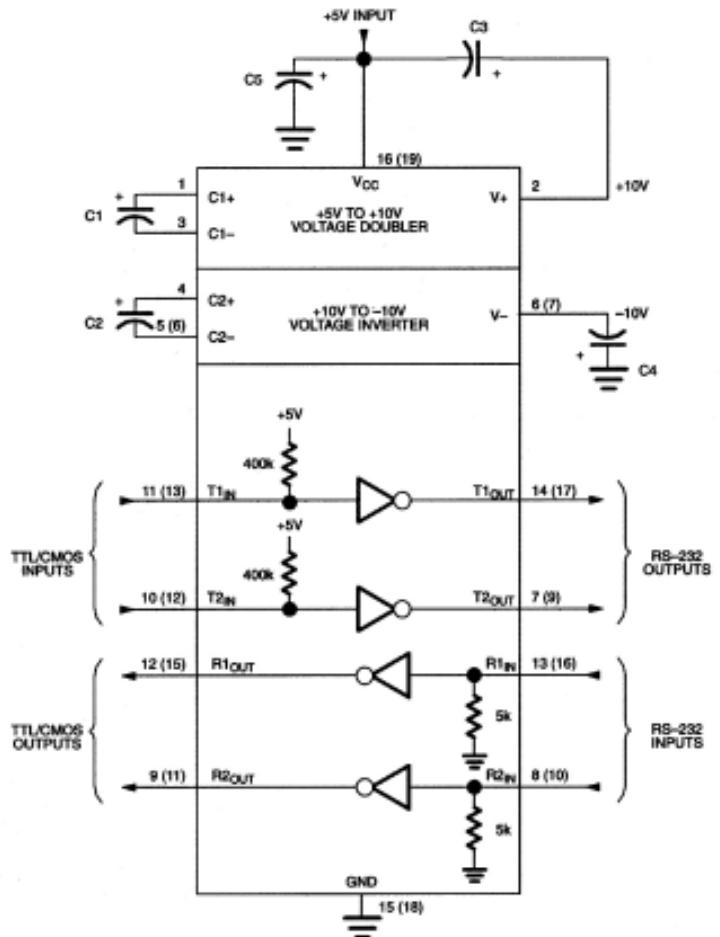 +5V INPUT
C3
C5
+
+
16 (19)
VCC
1
+
C1+
+5V TO +10V
V+
2
+10V
C1
VOLTAGE DOUBLER
3
C1–
4
+
C2+
+10V TO –10V
6 (7)
–10V
C2
VOLTAGE INVERTER
V–
5 (6)
C2–
+
C4
+5V
400k
11 (13)
T1IN
T1OUT
14 (17)
+5V
TTL/CMOS
INPUTS
400k
RS–232
OUTPUTS
10 (12)
T2IN
T2OUT
7 (9)
12 (15)
R1OUT
R1IN
13 (16)
5k
TTL/CMOS
OUTPUTS
RS–232
INPUTS
9 (11)
R2OUT
R2IN
8 (10)
5k
GND
15 (18)